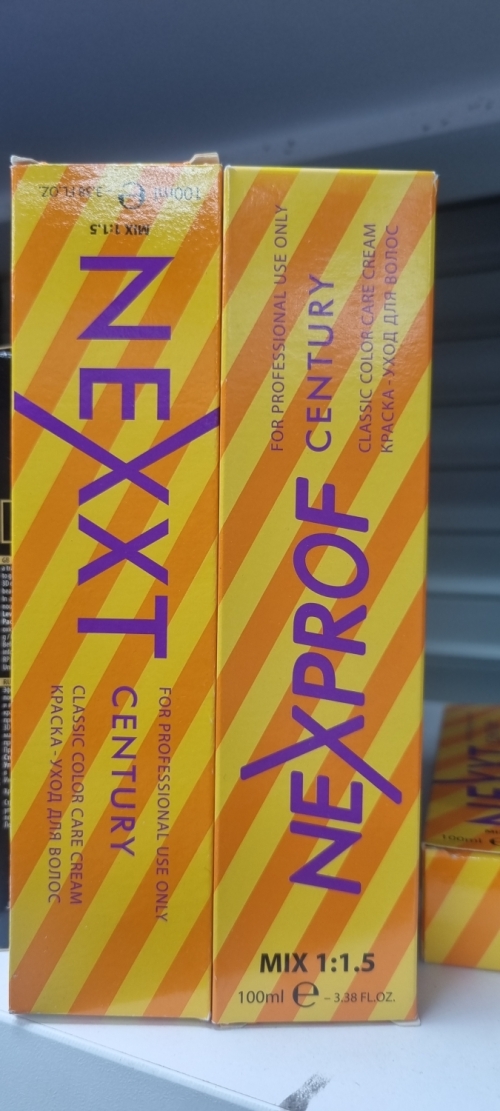 NEXXT
FOR PROFESSIONAL USE ONLY
CENTURY
CLASSIC COLOR CARE CREAM
КРАСКА - УХОД ДЛЯ ВОЛОС
MIX 1:1.5
100ml e 3.38 FL.OZ.
NEXPROF
FOR PROFESSIONAL USE ONLY
CENTURY
CLASSIC COLOR CARE CREAM
КРАСКА - УХОД ДЛЯ ВОЛОС
MIX 1:1.5
100ml e – 3.38 FL.OZ.
NEXXT
100ml e